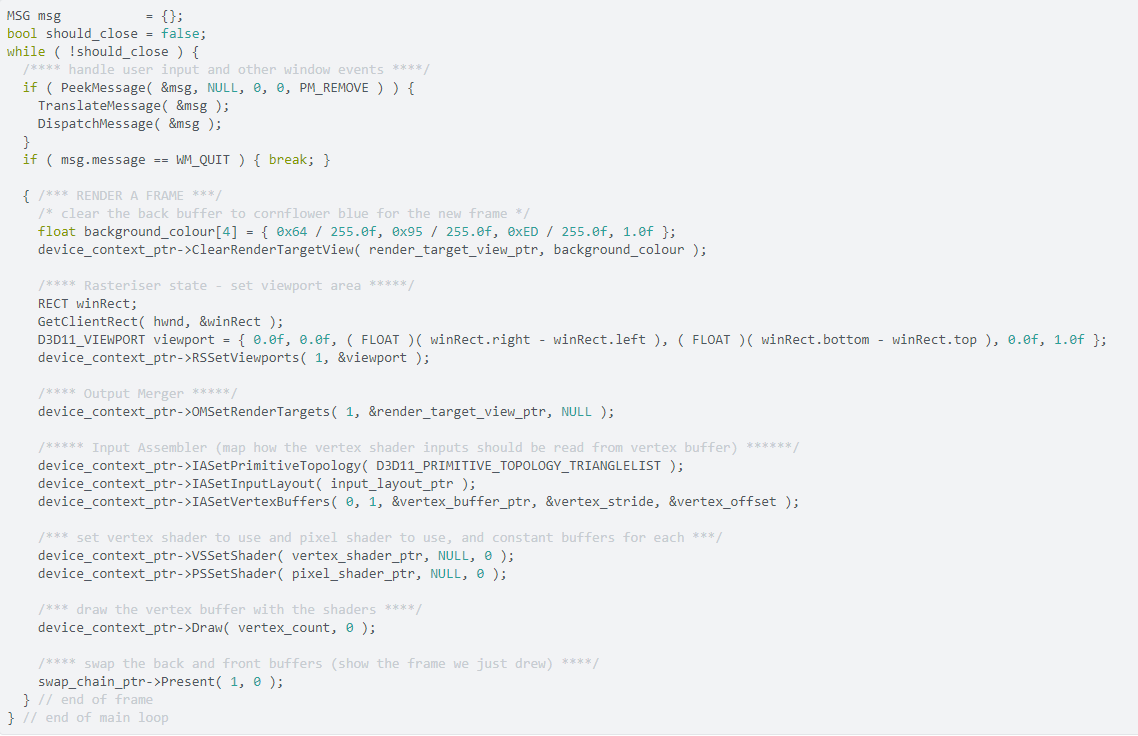 MSG msg           = {};
bool should_close = false;
while ( !should_close ) {
  /**** handle user input and other window events ****/
  if ( PeekMessage( &msg, NULL, 0, 0, PM_REMOVE ) ) {
    TranslateMessage( &msg );
    DispatchMessage( &msg );
  }
  if ( msg.message == WM_QUIT ) { break; }

  { /*** RENDER A FRAME ***/
    /* clear the back buffer to cornflower blue for the new frame */
    float background_colour[4] = { 0x64 / 255.0f, 0x95 / 255.0f, 0xED / 255.0f, 1.0f };
    device_context_ptr->ClearRenderTargetView( render_target_view_ptr, background_colour );

    /**** Rasteriser state - set viewport area *****/
    RECT winRect;
    GetClientRect( hwnd, &winRect );
    D3D11_VIEWPORT viewport = { 0.0f, 0.0f, ( FLOAT )( winRect.right - winRect.left ), ( FLOAT )( winRect.bottom - winRect.top ), 0.0f, 1.0f };
    device_context_ptr->RSSetViewports( 1, &viewport );

    /**** Output Merger *****/
    device_context_ptr->OMSetRenderTargets( 1, &render_target_view_ptr, NULL );

    /***** Input Assembler (map how the vertex shader inputs should be read from vertex buffer) ******/
    device_context_ptr->IASetPrimitiveTopology( D3D11_PRIMITIVE_TOPOLOGY_TRIANGLELIST );
    device_context_ptr->IASetInputLayout( input_layout_ptr );
    device_context_ptr->IASetVertexBuffers( 0, 1, &vertex_buffer_ptr, &vertex_stride, &vertex_offset );

    /*** set vertex shader to use and pixel shader to use, and constant buffers for each ***/
    device_context_ptr->VSSetShader( vertex_shader_ptr, NULL, 0 );
    device_context_ptr->PSSetShader( pixel_shader_ptr, NULL, 0 );

    /*** draw the vertex buffer with the shaders ****/
    device_context_ptr->Draw( vertex_count, 0 );

    /**** swap the back and front buffers (show the frame we just drew) ****/
    swap_chain_ptr->Present( 1, 0 );
  } // end of frame
} // end of main loop